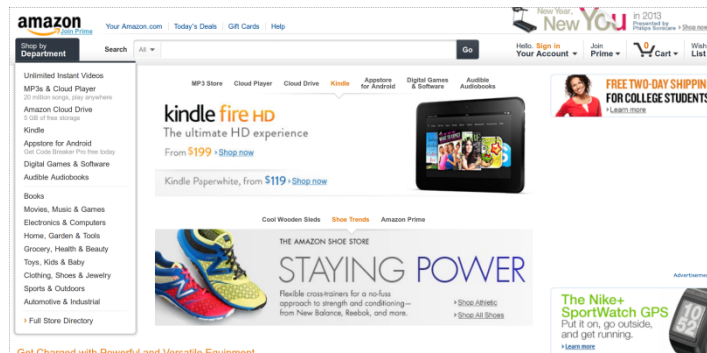 amazon
Join Prime
Your Amazon.com
Today's Deals
Gift Cards
Help
New Year,
New YOU
in 2013
Presented by
Philips Sonicare
Shop now
Shop by
Department
Search
All
Go
Hello. Sign in
Your Account
Join
Prime
0
Cart
Wish
List
Unlimited Instant Videos
MP3s & Cloud Player
20 million songs, play anywhere
Amazon Cloud Drive
5 GB of free storage
Kindle
Appstore for Android
Get Code Breaker Pro free today
Digital Games & Software
Audible Audiobooks
Books
Movies, Music & Games
Electronics & Computers
Home, Garden & Tools
Grocery, Health & Beauty
Toys, Kids & Baby
Clothing, Shoes & Jewelry
Sports & Outdoors
Automotive & Industrial
Full Store Directory
MP3 Store
Cloud Player
Cloud Drive
Kindle
Appstore
for Android
Digital Games
& Software
Audible
Audiobooks
kindle fire HD
The ultimate HD experience
From $199 Shop now
Kindle Paperwhite, from $119 Shop now
Cool Wooden Sleds
Shoe Trends
Amazon Prime
THE AMAZON SHOE STORE
STAYING POWER
Flexible cross-trainers for a no-fuss
approach to strength and conditioning—
from New Balance, Reebok, and more.
Shop Athletic
Shop All Shoes
FREE TWO-DAY SHIPPIN
FOR COLLEGE STUDENTS
Learn more
Advertiseme
The Nike+
SportWatch GPS
Put it on, go outside,
and get running.
Learn more
10
52
Get Charged with Powerful and Versatile Equipment